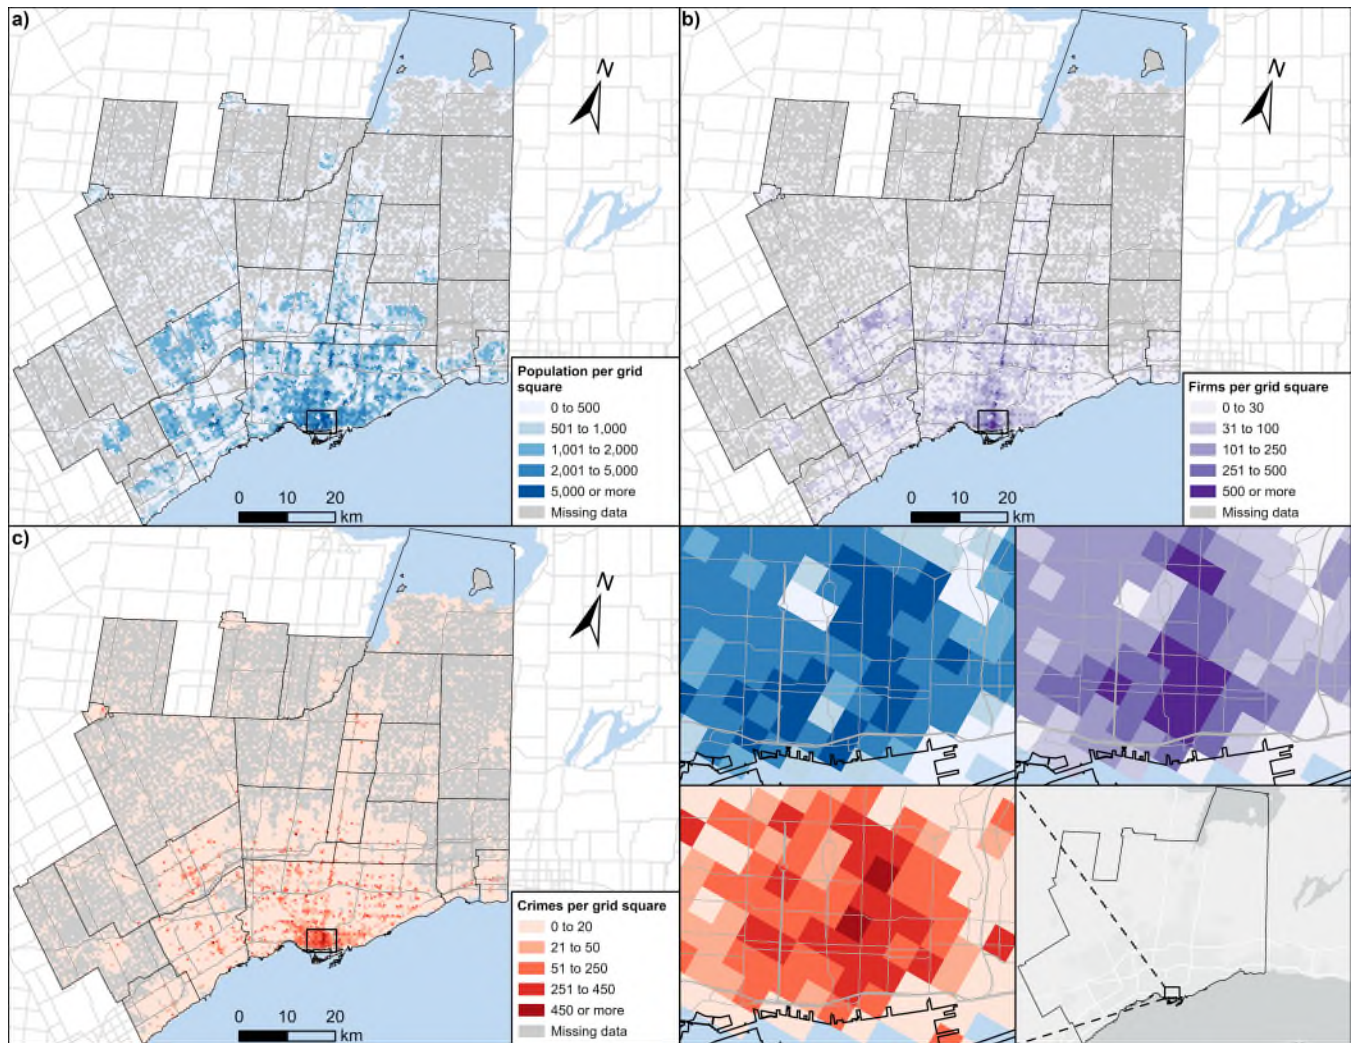 a)
N
Population per grid
square
0 to 500
501 to 1,000
1,001 to 2,000
2,001 to 5,000
5,000 or more
Missing data
0 10 20
km
b)
N
Firms per grid square
0 to 30
31 to 100
101 to 250
251 to 500
500 or more
Missing data
0 10 20
km
c)
N
Crimes per grid square
0 to 20
21 to 50
51 to 250
251 to 450
450 or more
Missing data
0 10 20
km